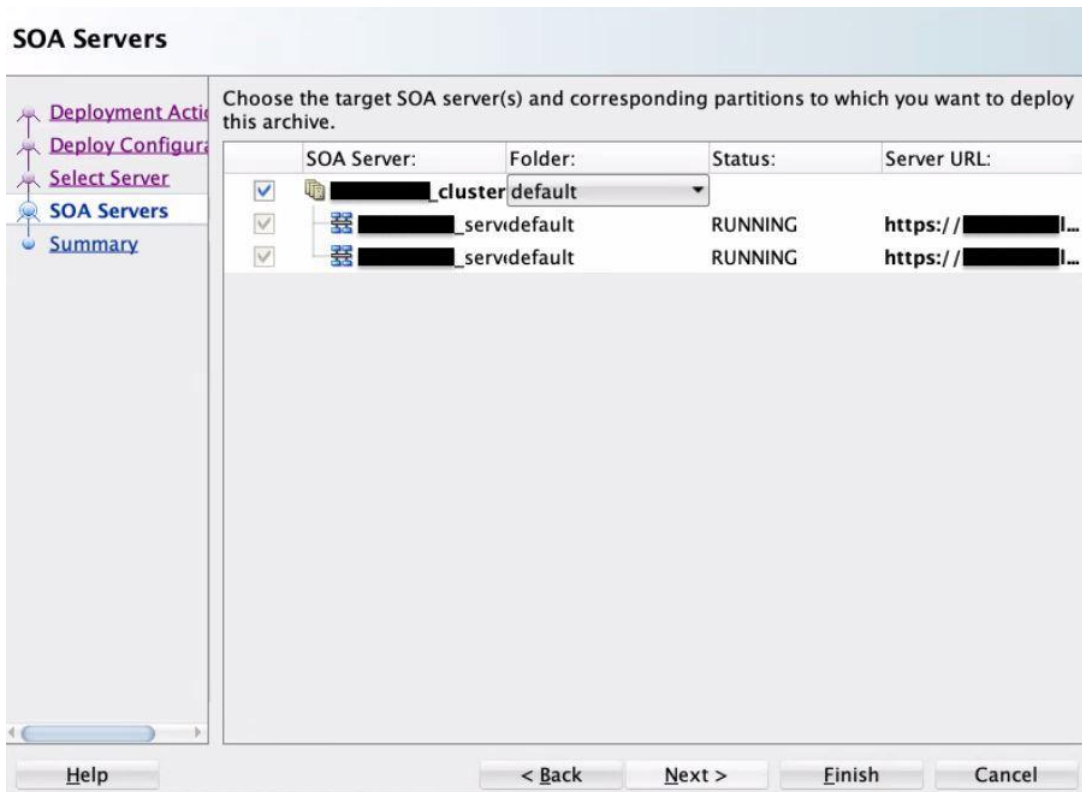 SOA Servers
Deployment Actio
Deploy Configura
Select Server
SOA Servers
Summary
Choose the target SOA server(s) and corresponding partitions to which you want to deploy
this archive.
SOA Server: Folder: Status: Server URL:
_cluster default
_serv default RUNNING https:// l...
_serv default RUNNING https:// l...
Help < Back Next > Finish Cancel